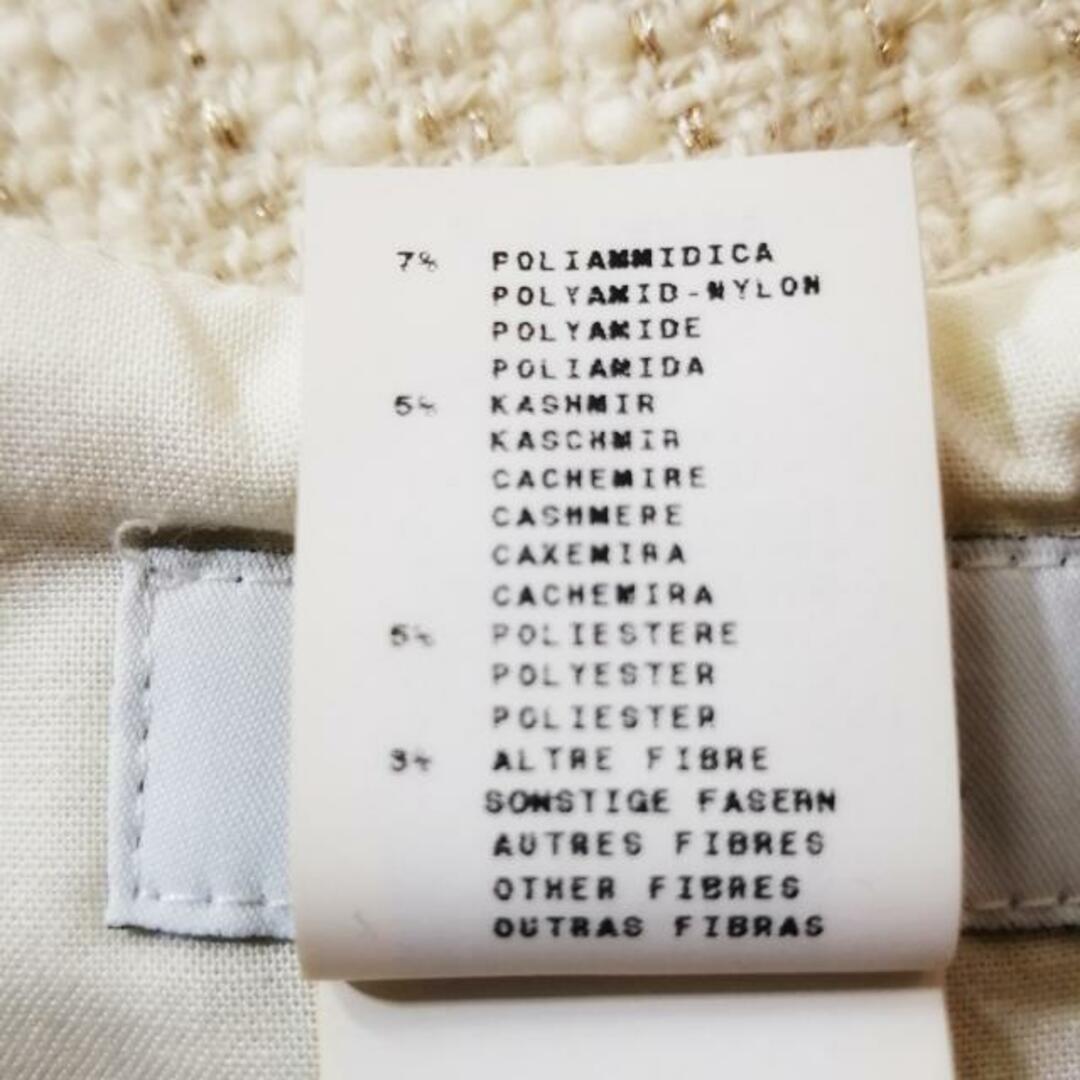 7% POLIAMMIDICA
POLYAMID-NYLON
POLYAMIDE
POLIAMIDA
5% KASHMIR
KASCHMIR
CACHEMIRE
CASHMERE
CAXEMIRA
CACHEMIRA
5% POLIESTERE
POLYESTER
POLIESTER
3% ALTRE FIBRE
SONSTIGE FASERN
AUTRES FIBRES
OTHER FIBRES
OUTRAS FIBRAS